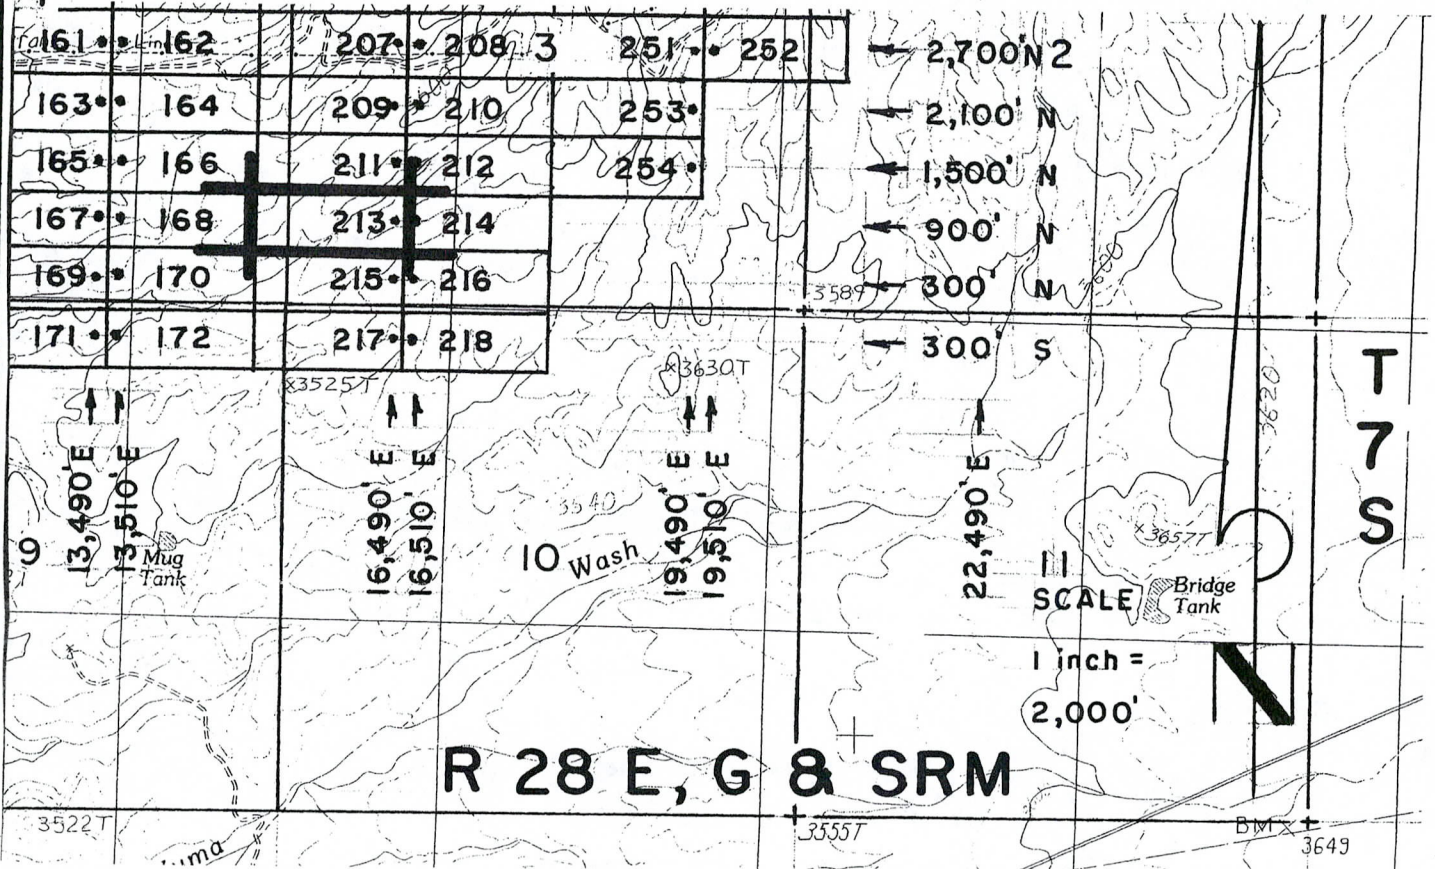 161 162 207 208 3 251 252 2,700' N 2
163 164 209 210 253 2,100' N
165 166 211 212 254 1,500' N
167 168 213 214 900' N
169 170 215 216 300' N
3589
171 172 217 218 300' S
x3525T
x3630T
T
7
S
3620
13,490' E
13,510' E
16,490' E
16,510' E
19,490' E
19,510' E
22,490' E
3540
9
Mug
Tank
10
Wash
x3657T
11
SCALE
Bridge
Tank
1 inch =
2,000'
N
R 28 E, G & SRM
3522T
3555T
BM X
3649